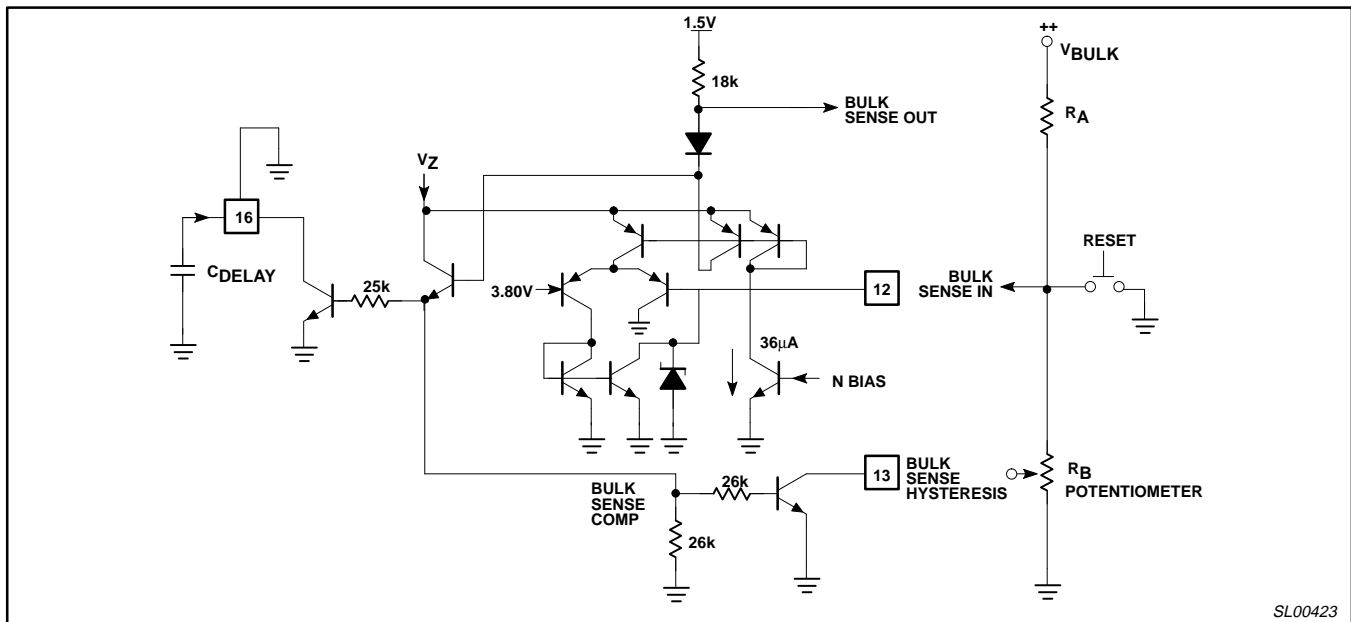 1.5V
18k
BULK
SENSE OUT
++
VBULK
RA
VZ
16
CDELAY
25k
3.80V
12
BULK
SENSE IN
RESET
36μA
N BIAS
13
BULK
SENSE
HYSTERESIS
RB
POTENTIOMETER
BULK
SENSE
COMP
26k
26k
SL00423